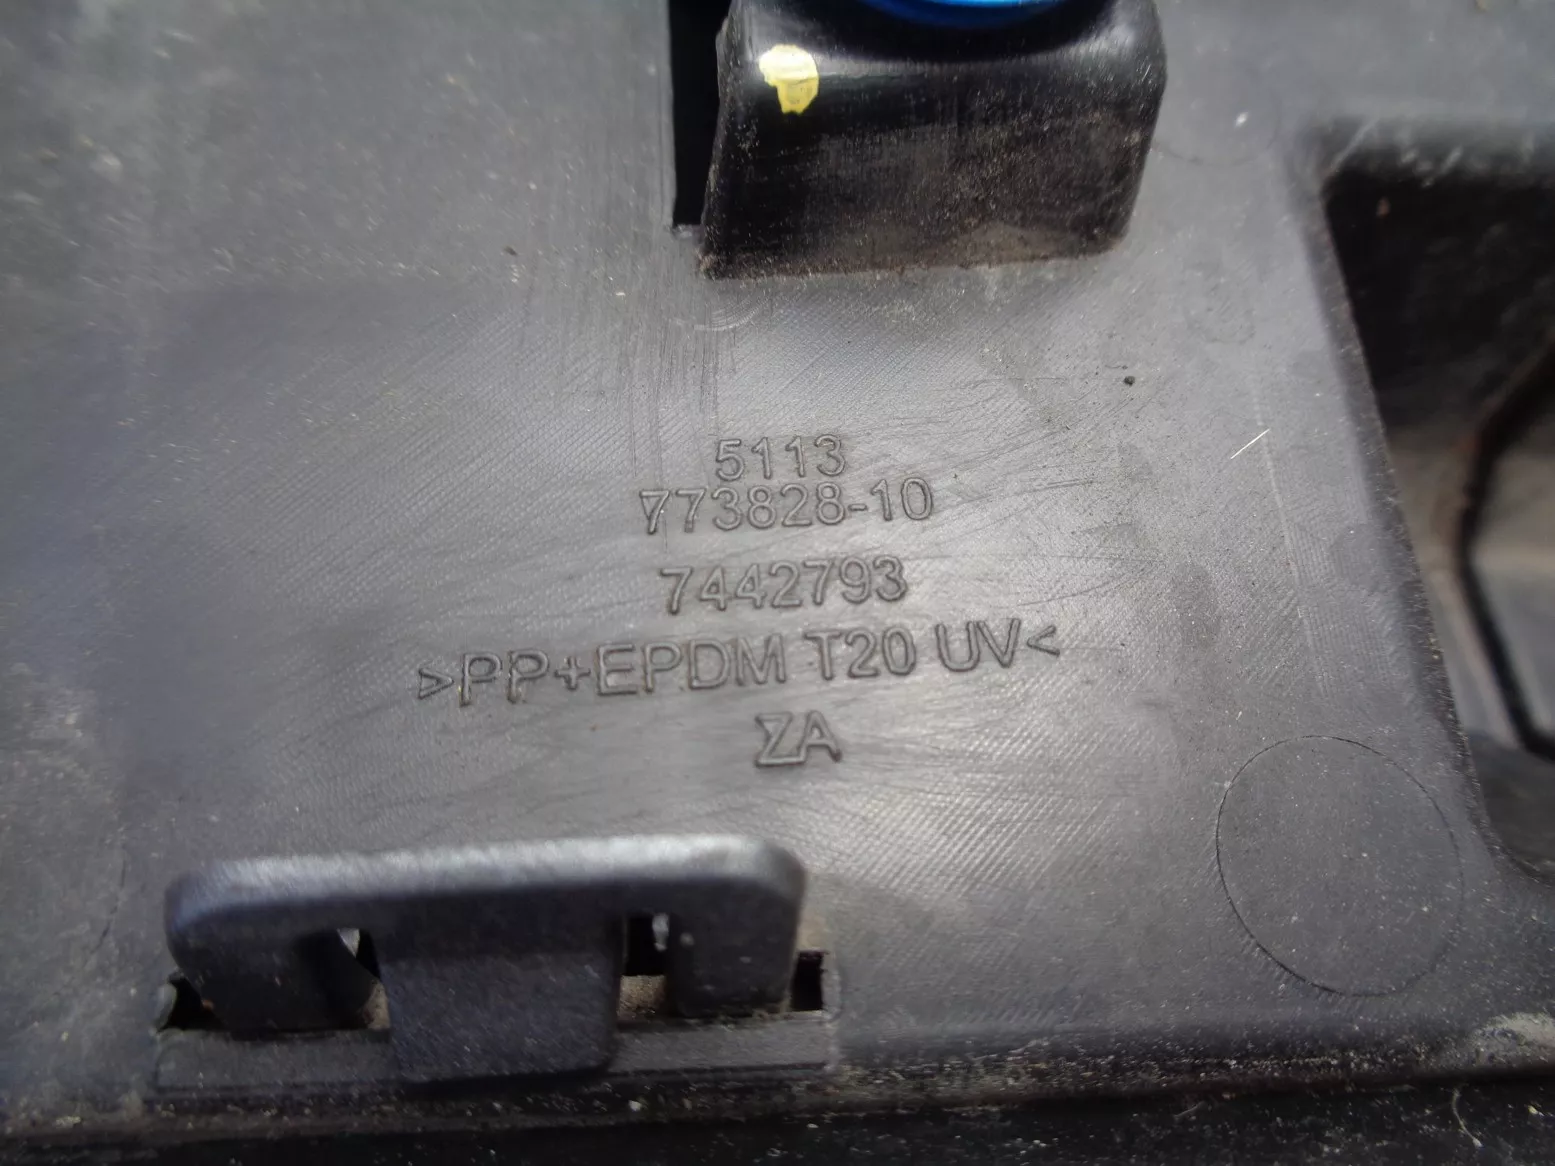 5113
773828-10
7442793
>PP+EPDM T20 UV<
ΣA